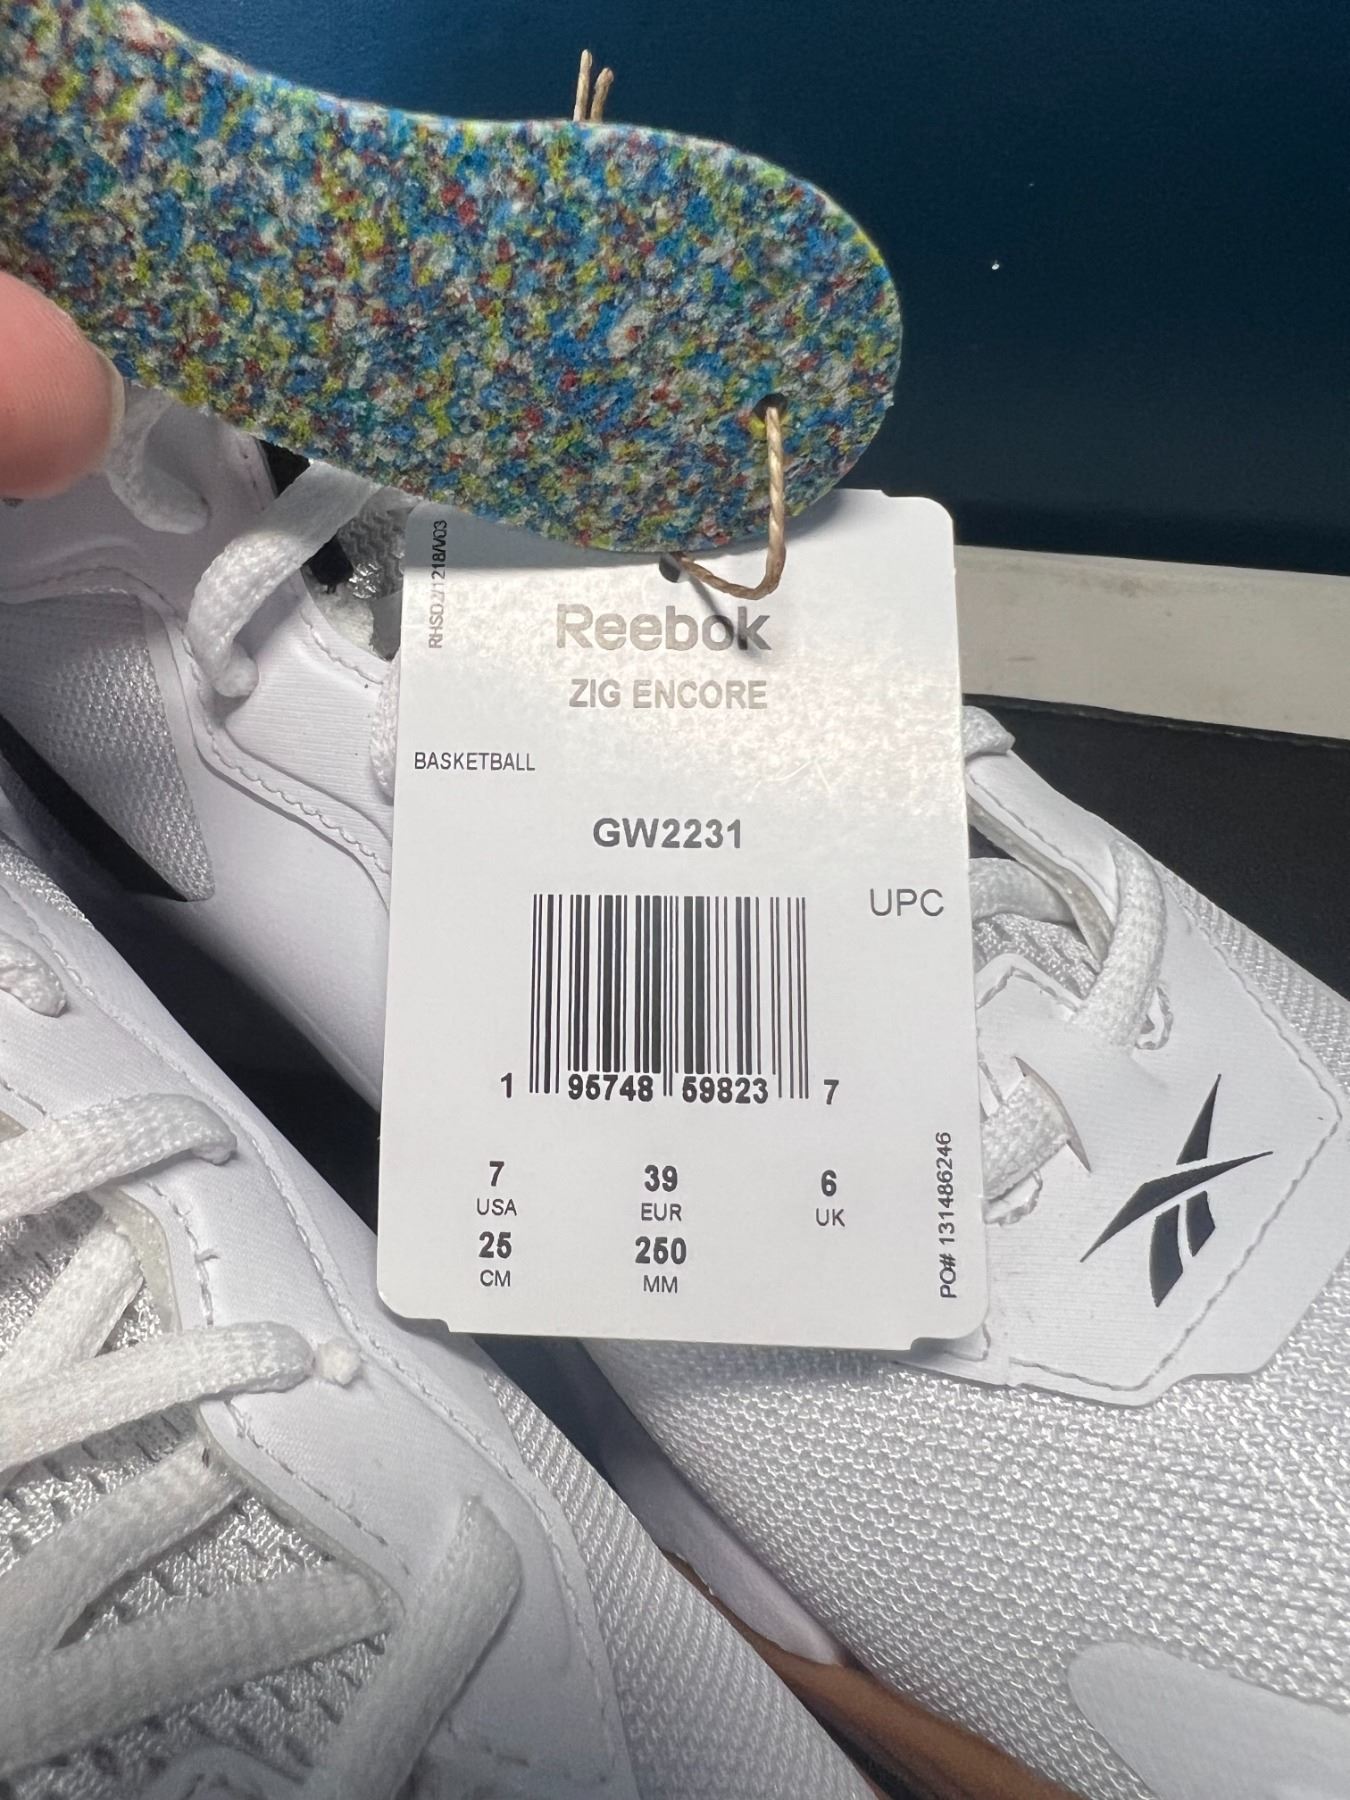 RHSO2/1218/V03
Reebok
ZIG ENCORE
BASKETBALL
GW2231
UPC
1 95748 59823 7
7 39 6
USA EUR UK
25 250
CM MM
PO# 131486246